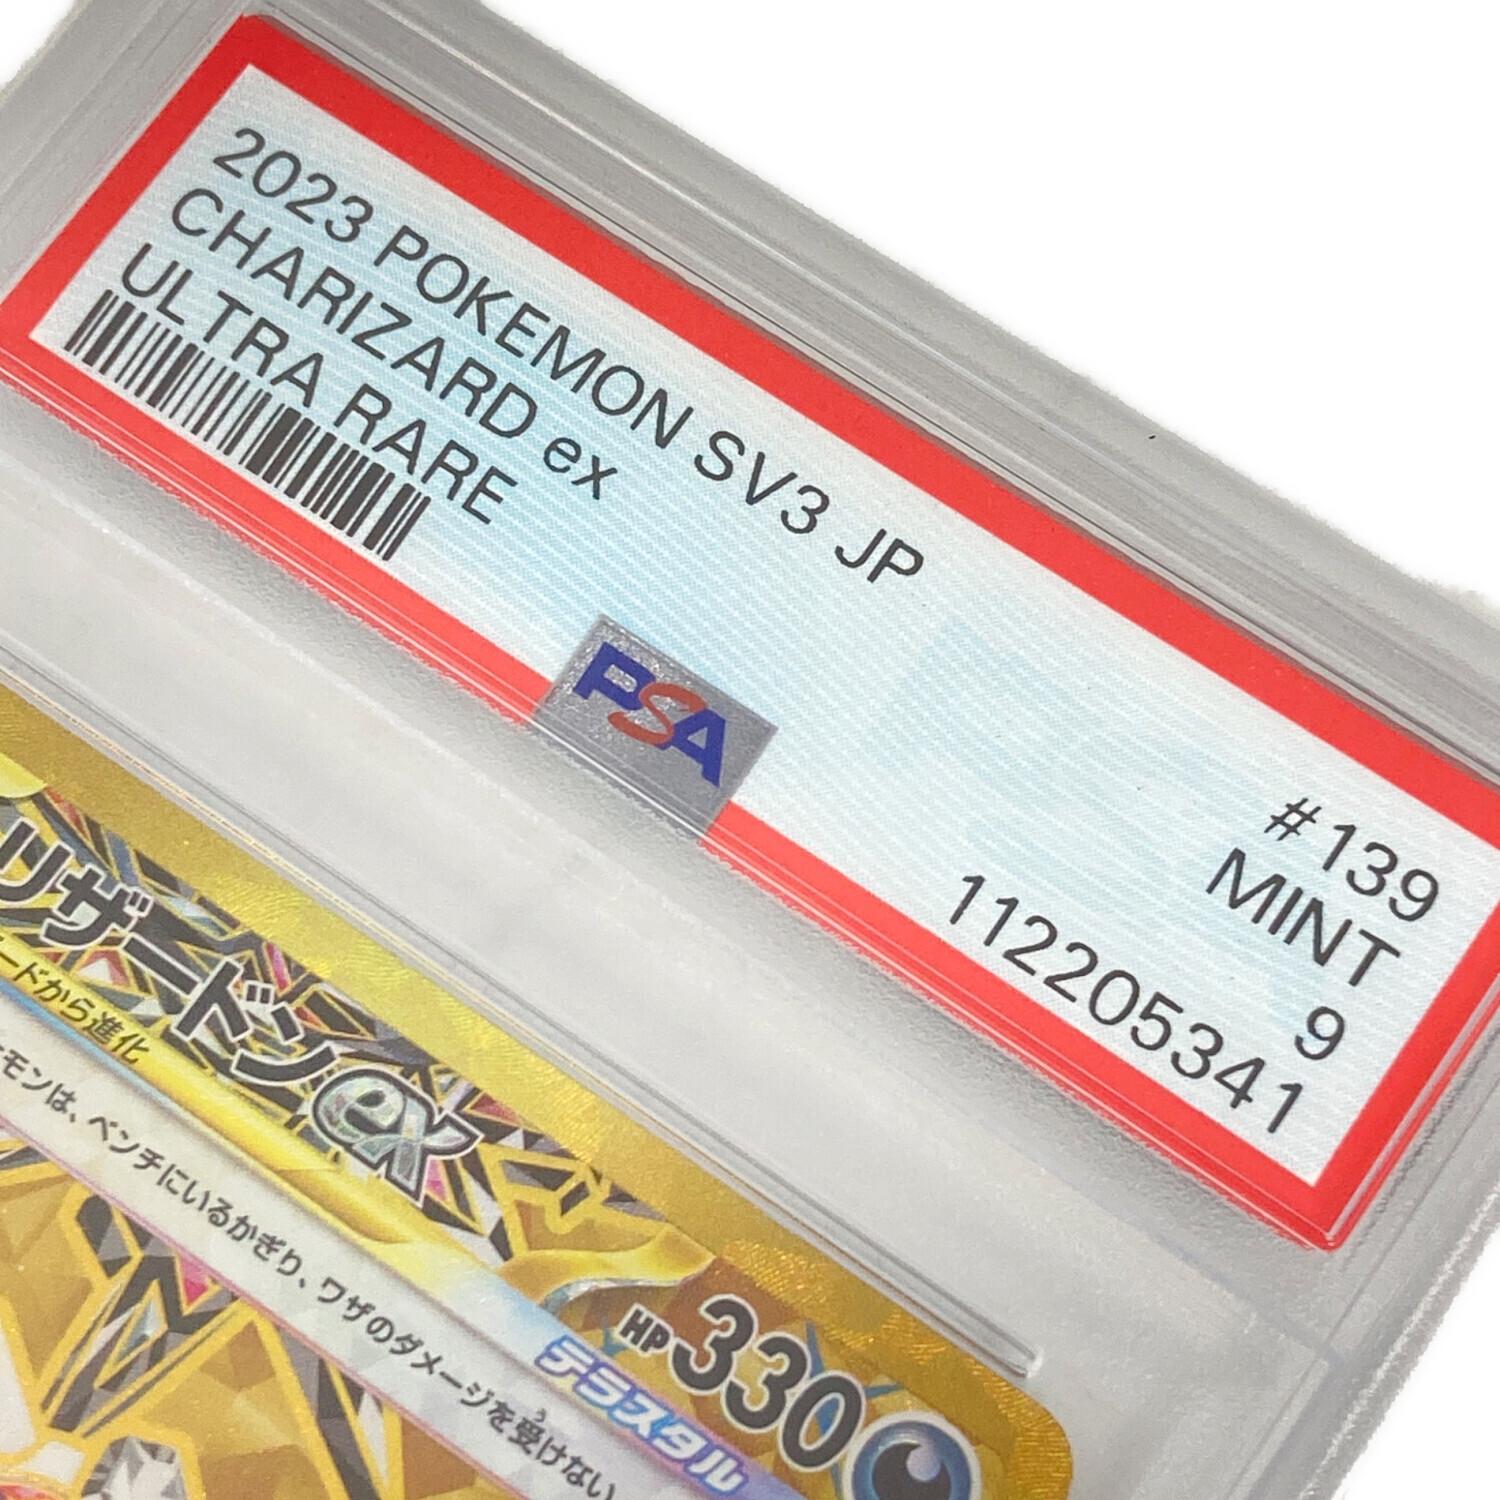 2023 POKEMON SV3 JP
CHARIZARD ex
ULTRA RARE
#139
MINT
9
112205341
PSA
リザードンex
ードから進化
HP330
テラスタル
モンは、ベンチにいるかぎり、ワザのダメージを受けない